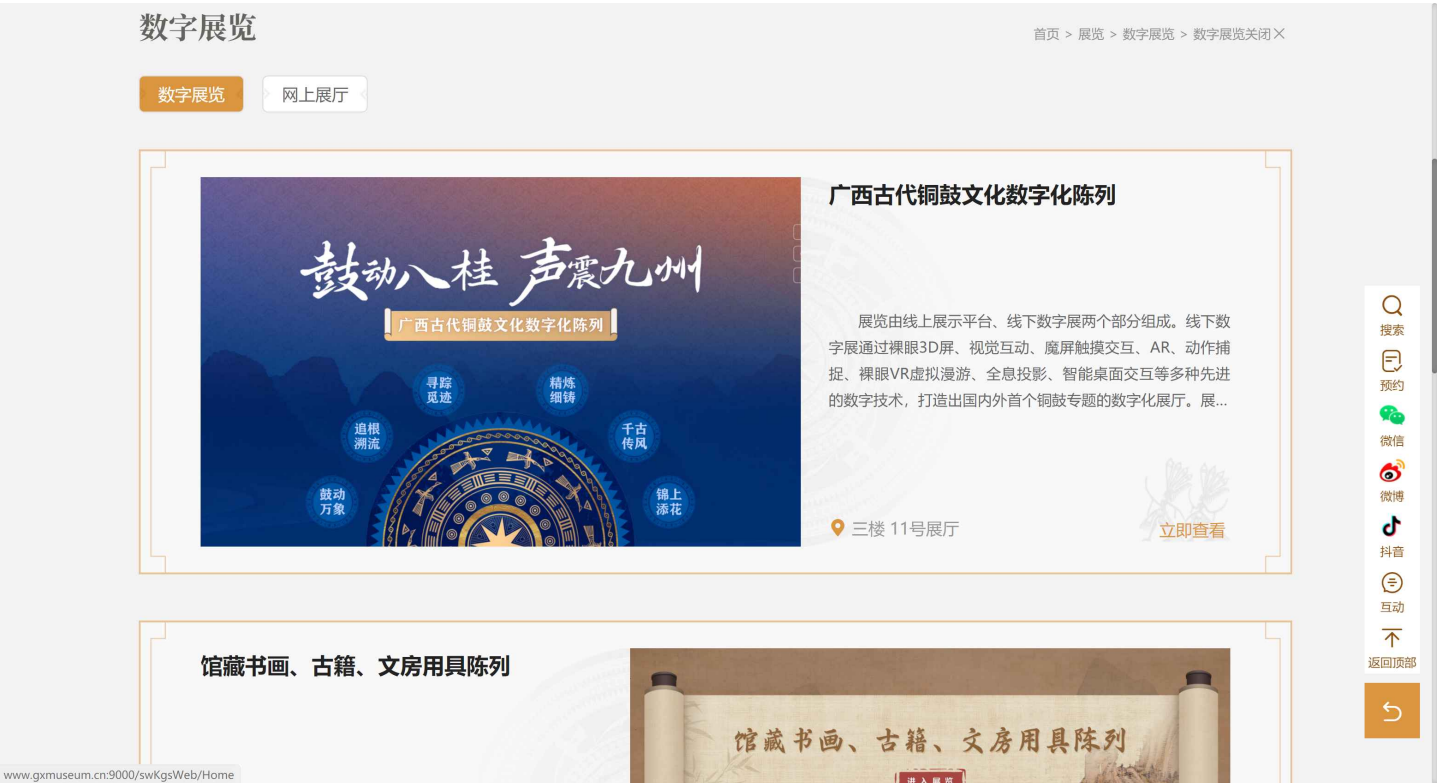 数字展览
首页 > 展览 > 数字展览 > 数字展览关闭×
数字展览
网上展厅
鼓动八桂 声震九州
广西古代铜鼓文化数字化陈列
寻踪
觅迹
精炼
细铸
追根
溯流
千古
传风
鼓动
万象
锦上
添花
广西古代铜鼓文化数字化陈列
展览由线上展示平台、线下数字展两个部分组成。线下数
字展通过裸眼3D屏、视觉互动、魔屏触摸交互、AR、动作捕
捉、裸眼VR虚拟漫游、全息投影、智能桌面交互等多种先进
的数字技术，打造出国内外首个铜鼓专题的数字化展厅。展...
三楼 11号展厅
立即查看
馆藏书画、古籍、文房用具陈列
馆藏书画、古籍、文房用具陈列
进入展览
搜索
预约
微信
微博
抖音
互动
返回顶部
www.gxmuseum.cn:9000/swKgsWeb/Home